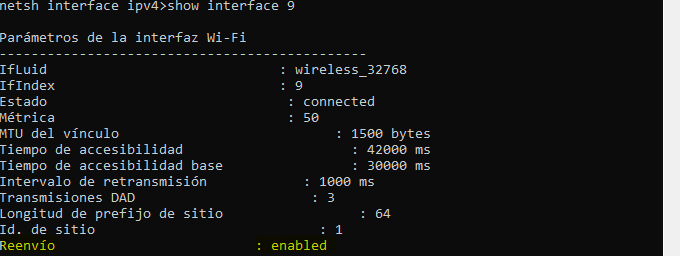 netsh interface ipv4>show interface 9
Parámetros de la interfaz Wi-Fi
----------------------------------------------
IfLuid : wireless_32768
IfIndex : 9
Estado : connected
Métrica : 50
MTU del vínculo : 1500 bytes
Tiempo de accesibilidad : 42000 ms
Tiempo de accesibilidad base : 30000 ms
Intervalo de retransmisión : 1000 ms
Transmisiones DAD : 3
Longitud de prefijo de sitio : 64
Id. de sitio : 1
Reenvío : enabled